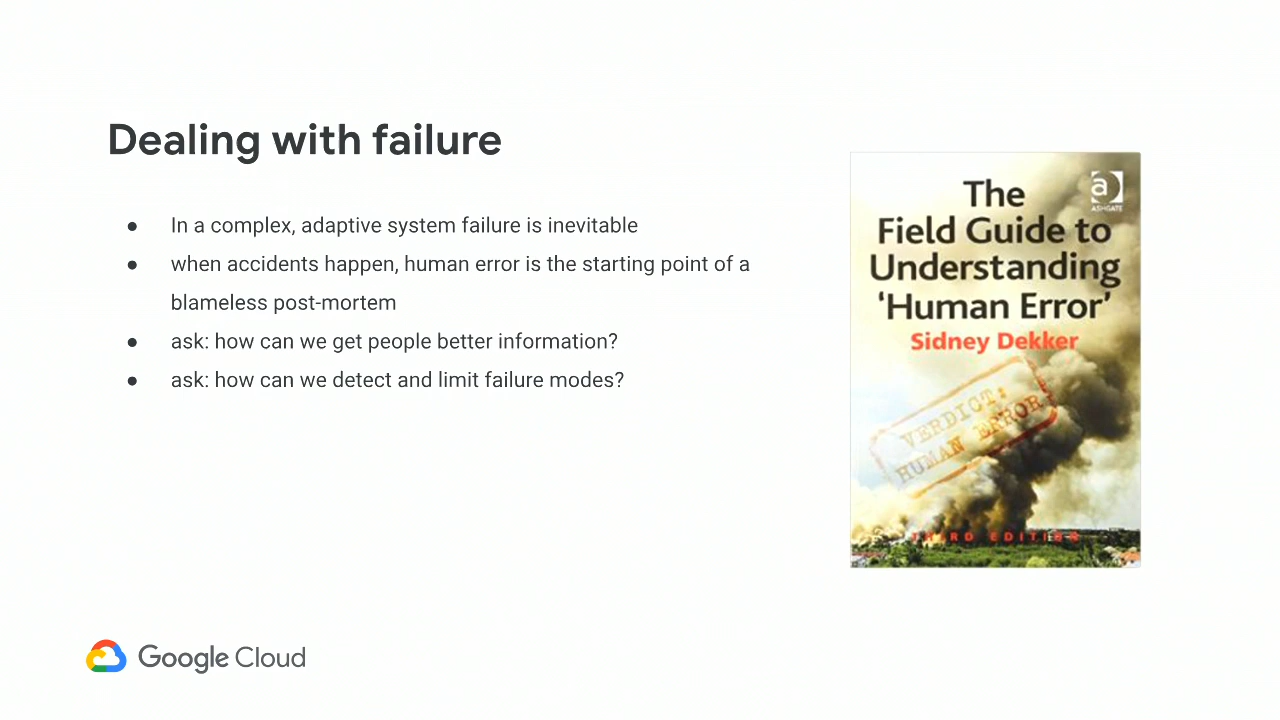 Dealing with failure
● In a complex, adaptive system failure is inevitable
● when accidents happen, human error is the starting point of a
blameless post-mortem
● ask: how can we get people better information?
● ask: how can we detect and limit failure modes?
The
Field Guide to
Understanding
‘Human Error’
Sidney Dekker
a
ASHGATE
VERDICT:
HUMAN ERROR
THIRD EDITION
Google Cloud